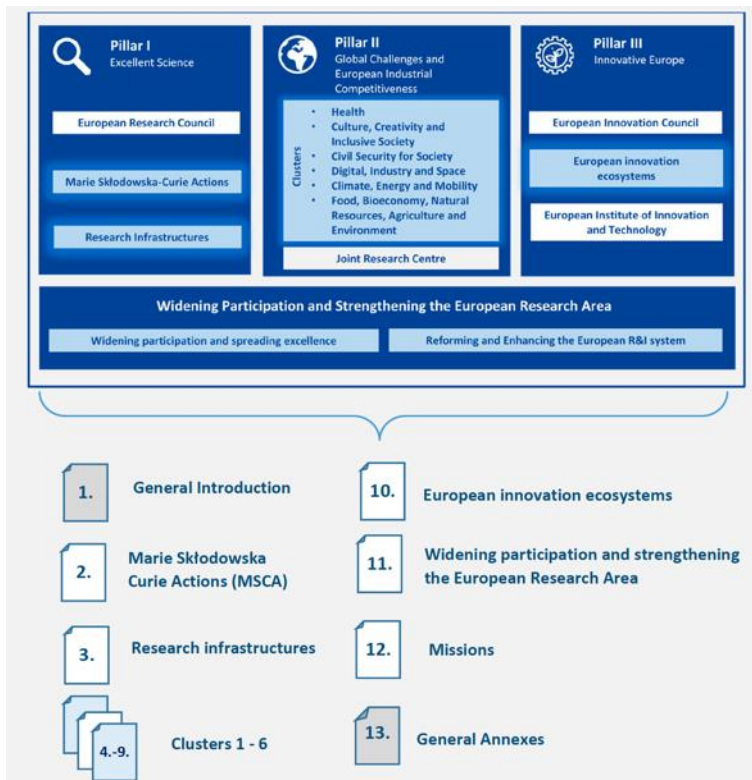 Pillar I
Excellent Science
European Research Council
Marie Skłodowska-Curie Actions
Research Infrastructures
Pillar II
Global Challenges and
European Industrial
Competitiveness
Clusters
• Health
• Culture, Creativity and
Inclusive Society
• Civil Security for Society
• Digital, Industry and Space
• Climate, Energy and Mobility
• Food, Bioeconomy, Natural
Resources, Agriculture and
Environment
Joint Research Centre
Pillar III
Innovative Europe
European Innovation Council
European innovation
ecosystems
European Institute of Innovation
and Technology
Widening Participation and Strengthening the European Research Area
Widening participation and spreading excellence
Reforming and Enhancing the European R&I system
1. General Introduction
2. Marie Skłodowska
Curie Actions (MSCA)
3. Research infrastructures
4.-9. Clusters 1 - 6
10. European innovation ecosystems
11. Widening participation and strengthening
the European Research Area
12. Missions
13. General Annexes